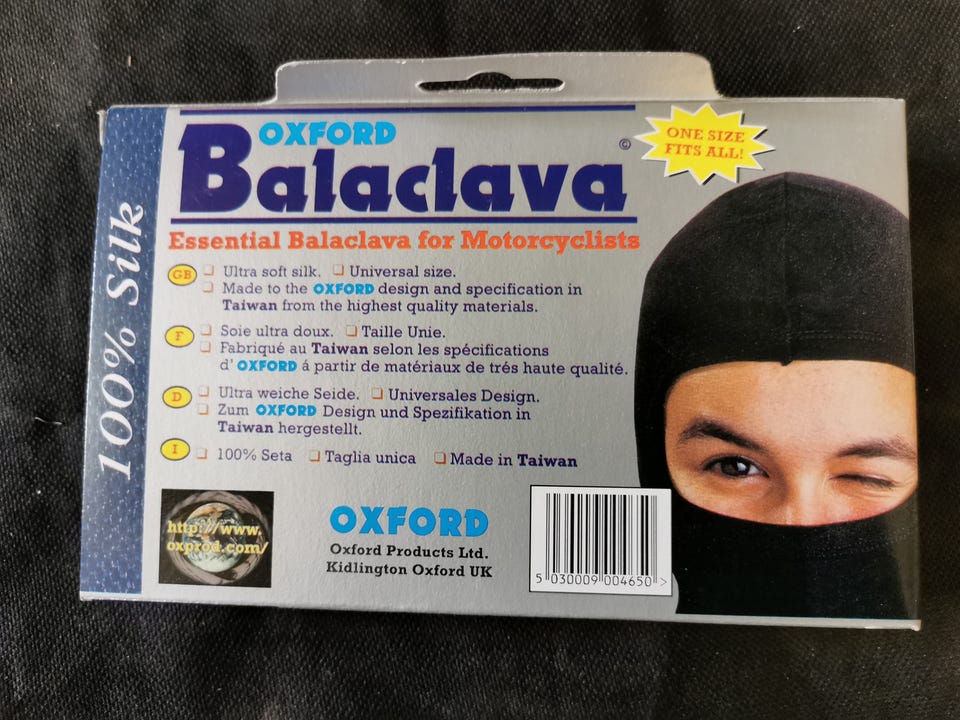 100% Silk
OXFORD
Balaclava ©
ONE SIZE
FITS ALL!
Essential Balaclava for Motorcyclists
GB ❑ Ultra soft silk. ❑ Universal size.
❑ Made to the OXFORD design and specification in
Taiwan from the highest quality materials.
F ❑ Soie ultra doux. ❑ Taille Unie.
❑ Fabriqué au Taiwan selon les spécifications
d' OXFORD á partir de matériaux de trés haute qualité.
D ❑ Ultra weiche Seide. ❑ Universales Design.
❑ Zum OXFORD Design und Spezifikation in
Taiwan hergestellt.
I ❑ 100% Seta ❑ Taglia unica ❑ Made in Taiwan
http://www.
oxprod.com/
OXFORD
Oxford Products Ltd.
Kidlington Oxford UK
5 030009 004650 >